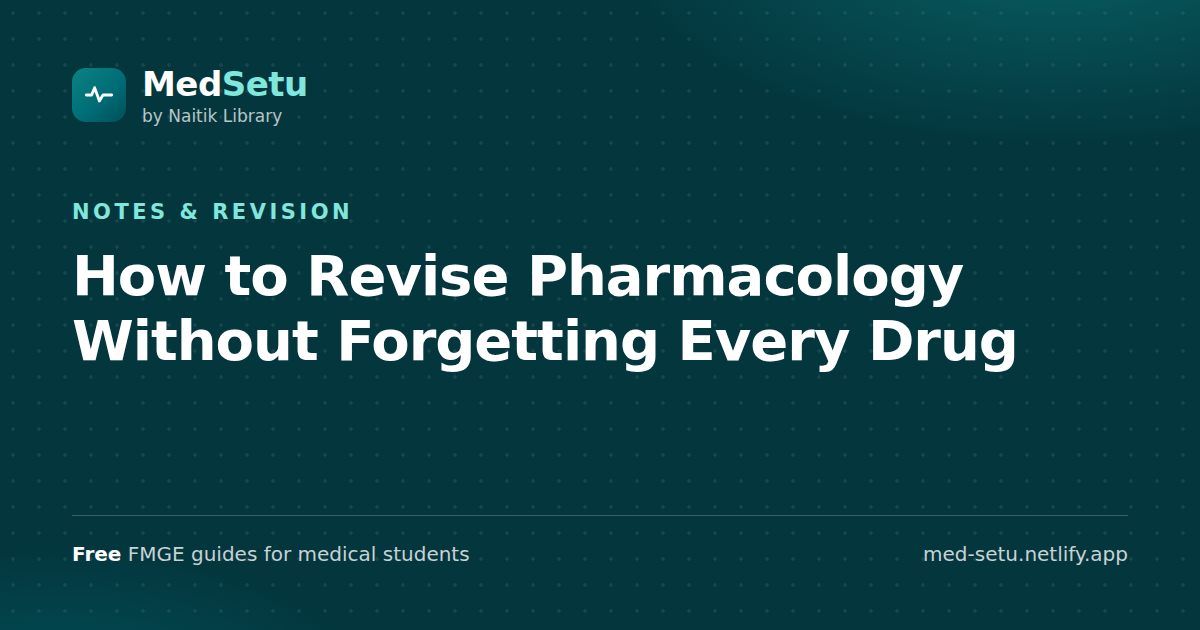 MedSetu
by Naitik Library
NOTES & REVISION
How to Revise Pharmacology
Without Forgetting Every Drug
Free FMGE guides for medical students
med-setu.netlify.app